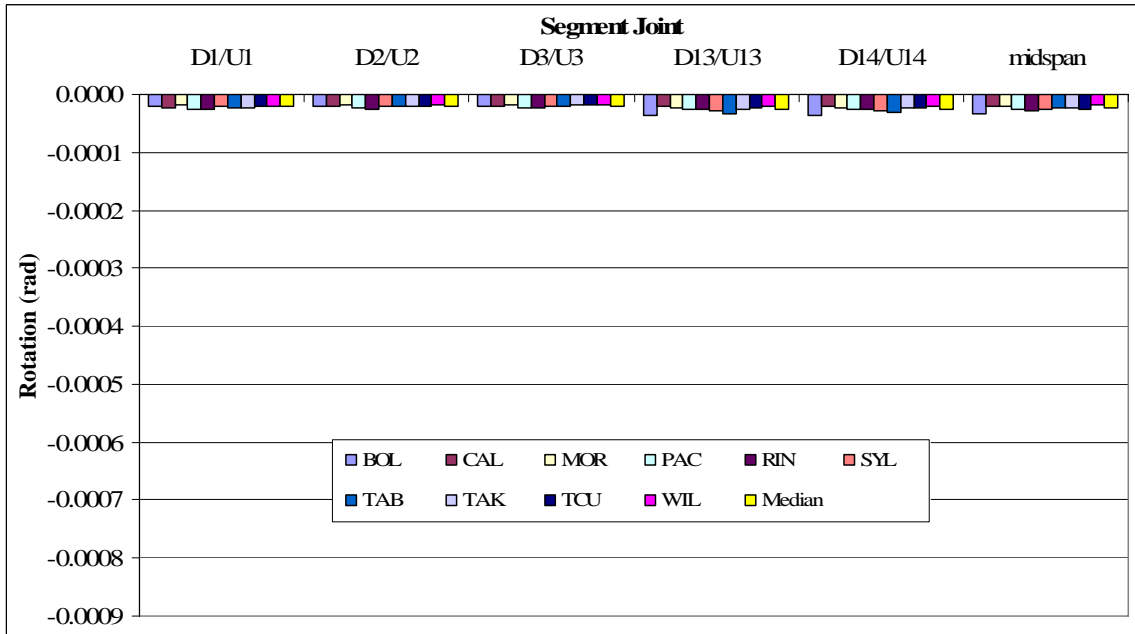 Segment Joint
D1/U1 D2/U2 D3/U3 D13/U13 D14/U14 midspan
0.0000
-0.0001
-0.0002
-0.0003
-0.0004
-0.0005
-0.0006
-0.0007
-0.0008
-0.0009
Rotation (rad)
BOL CAL MOR PAC RIN SYL
TAB TAK TCU WIL Median